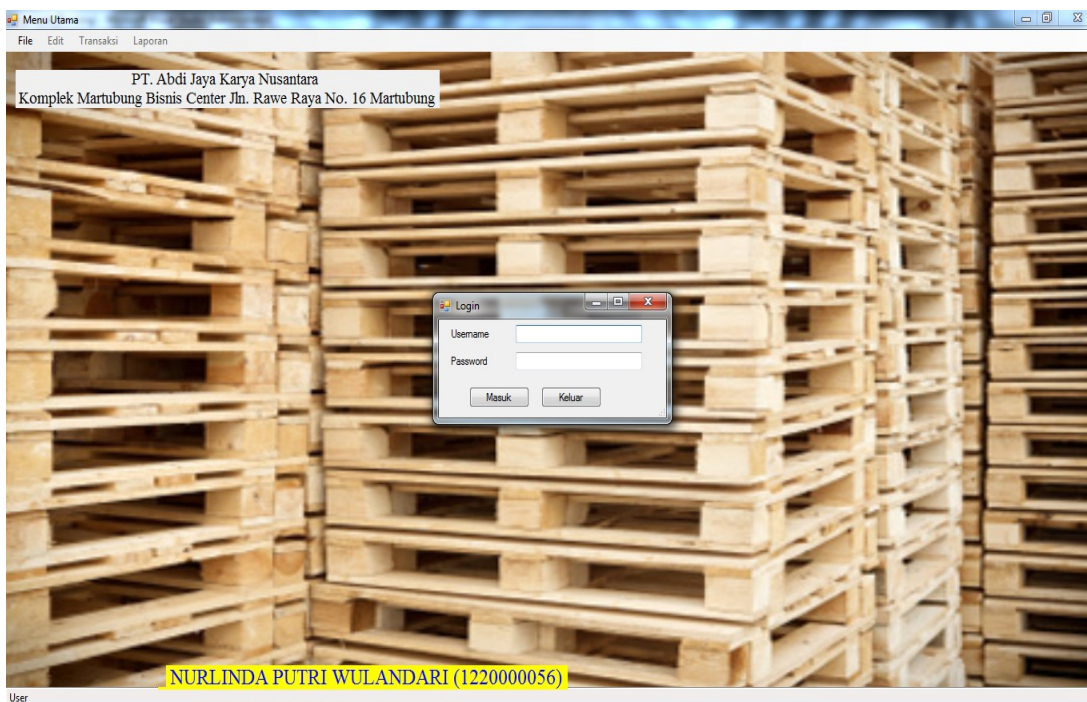 Menu Utama
File Edit Transaksi Laporan
PT. Abdi Jaya Karya Nusantara
Komplek Martubung Bisnis Center Jln. Rawe Raya No. 16 Martubung
Login
Username
Password
Masuk Keluar
NURLINDA PUTRI WULANDARI (1220000056)
User